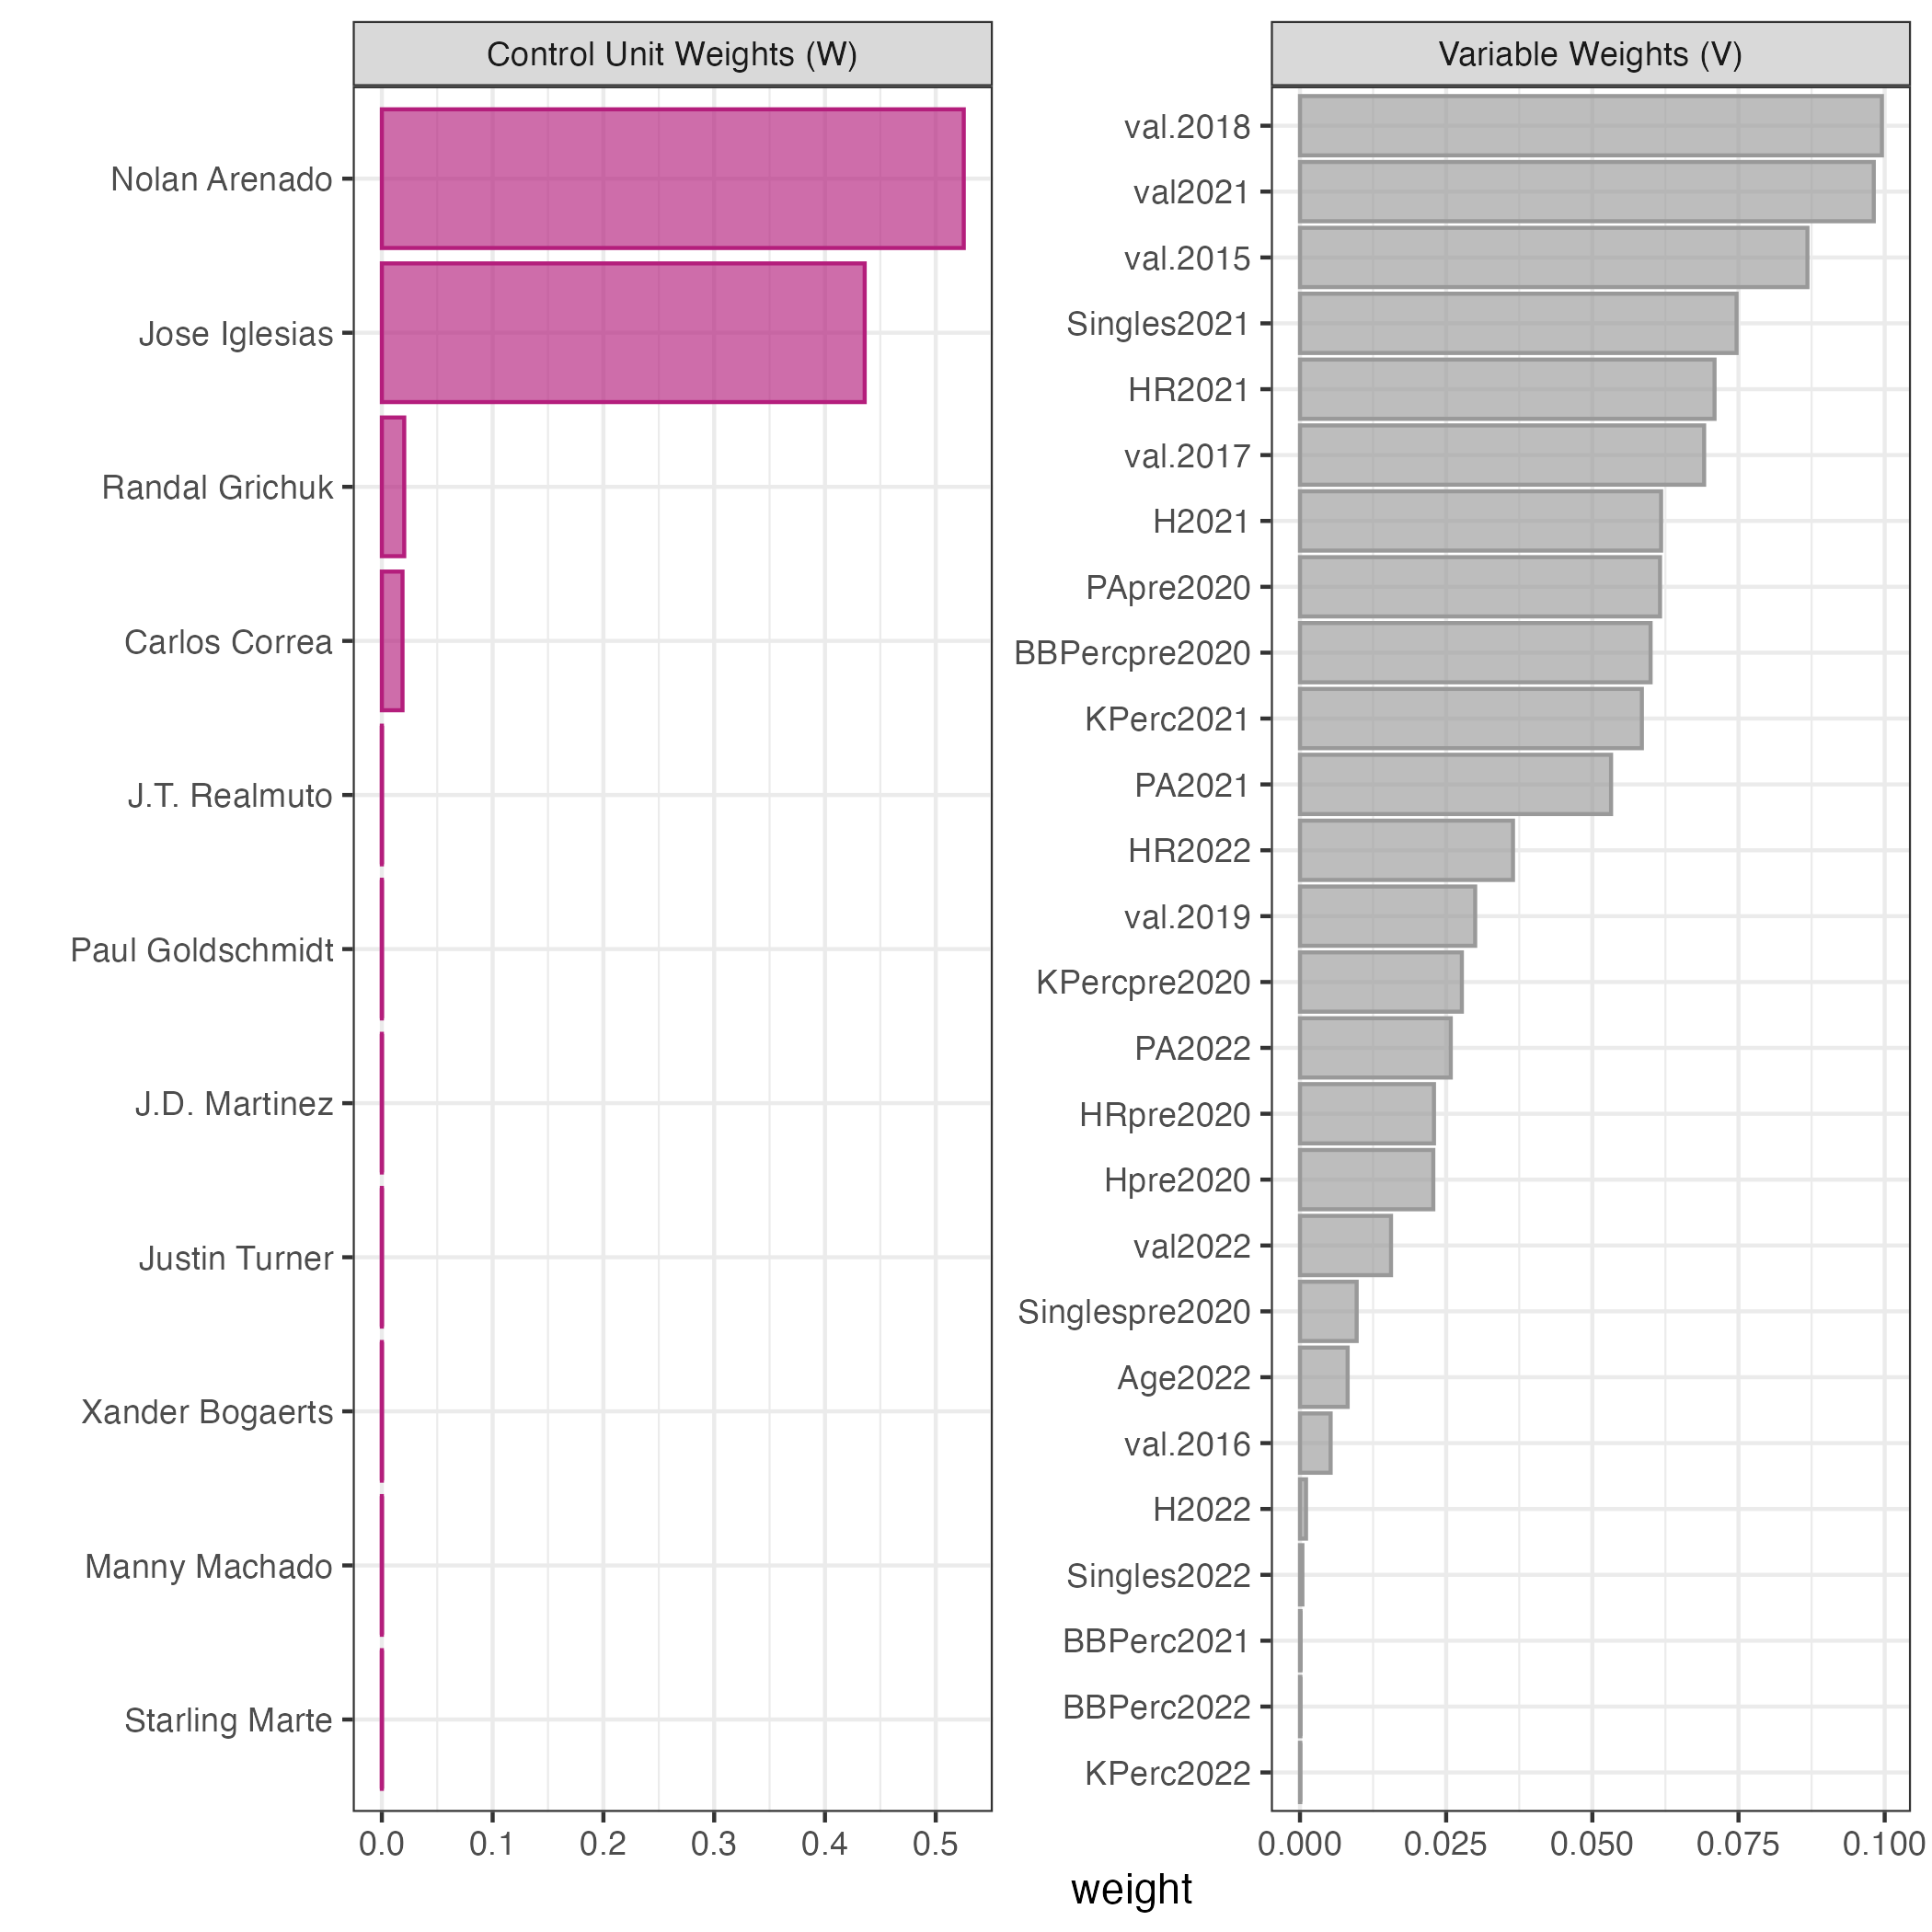 Control Unit Weights (W)
Nolan Arenado
Jose Iglesias
Randal Grichuk
Carlos Correa
J.T. Realmuto
Paul Goldschmidt
J.D. Martinez
Justin Turner
Xander Bogaerts
Manny Machado
Starling Marte
0.0 0.1 0.2 0.3 0.4 0.5
Variable Weights (V)
val.2018
val2021
val.2015
Singles2021
HR2021
val.2017
H2021
PApre2020
BBPercpre2020
KPerc2021
PA2021
HR2022
val.2019
KPercpre2020
PA2022
HRpre2020
Hpre2020
val2022
Singlespre2020
Age2022
val.2016
H2022
Singles2022
BBPerc2021
BBPerc2022
KPerc2022
0.000 0.025 0.050 0.075 0.100
weight